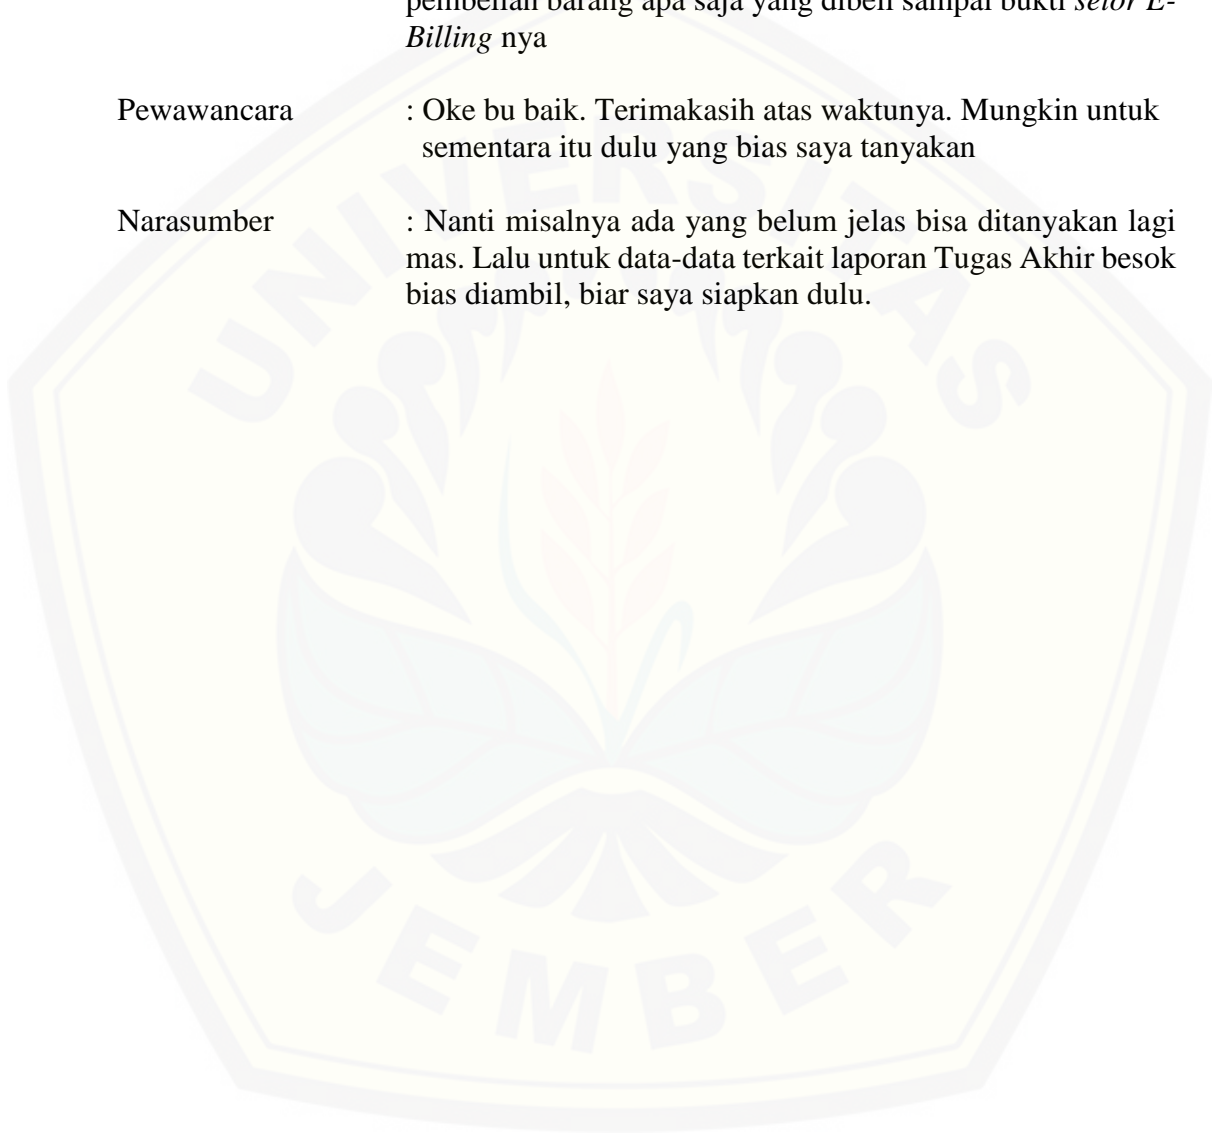 pembelian barang apa saja yang dibeli sampai bukti setor E-
Billing nya
Pewawancara : Oke bu baik. Terimakasih atas waktunya. Mungkin untuk
sementara itu dulu yang bias saya tanyakan
Narasumber : Nanti misalnya ada yang belum jelas bisa ditanyakan lagi
mas. Lalu untuk data-data terkait laporan Tugas Akhir besok
bias diambil, biar saya siapkan dulu.
UNIVERSITAS
JEMBER